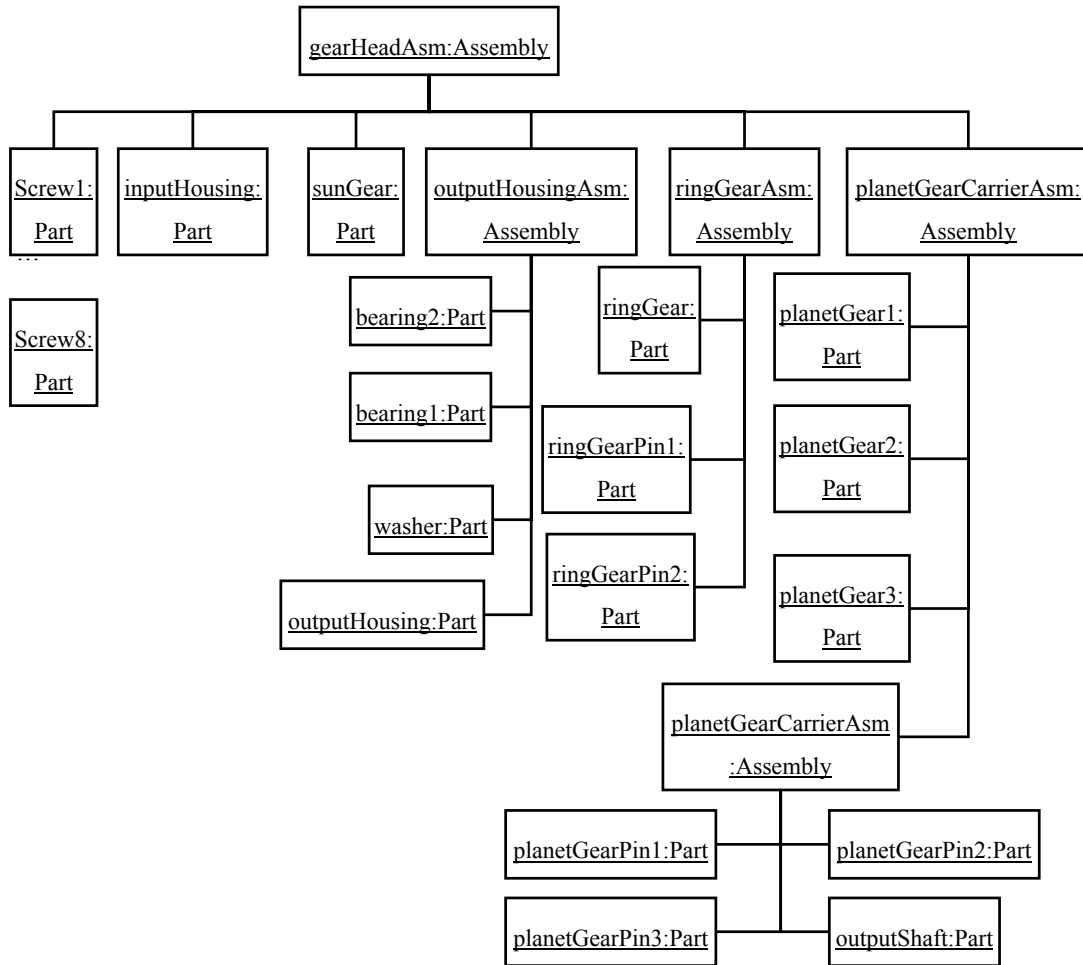 gearHeadAsm:Assembly
Screw1:
Part
…
Screw8:
Part
inputHousing:
Part
sunGear:
Part
outputHousingAsm:
Assembly
ringGearAsm:
Assembly
planetGearCarrierAsm:
Assembly
bearing2:Part
bearing1:Part
washer:Part
outputHousing:Part
ringGear:
Part
ringGearPin1:
Part
ringGearPin2:
Part
planetGear1:
Part
planetGear2:
Part
planetGear3:
Part
planetGearCarrierAsm
:Assembly
planetGearPin1:Part
planetGearPin2:Part
planetGearPin3:Part
outputShaft:Part